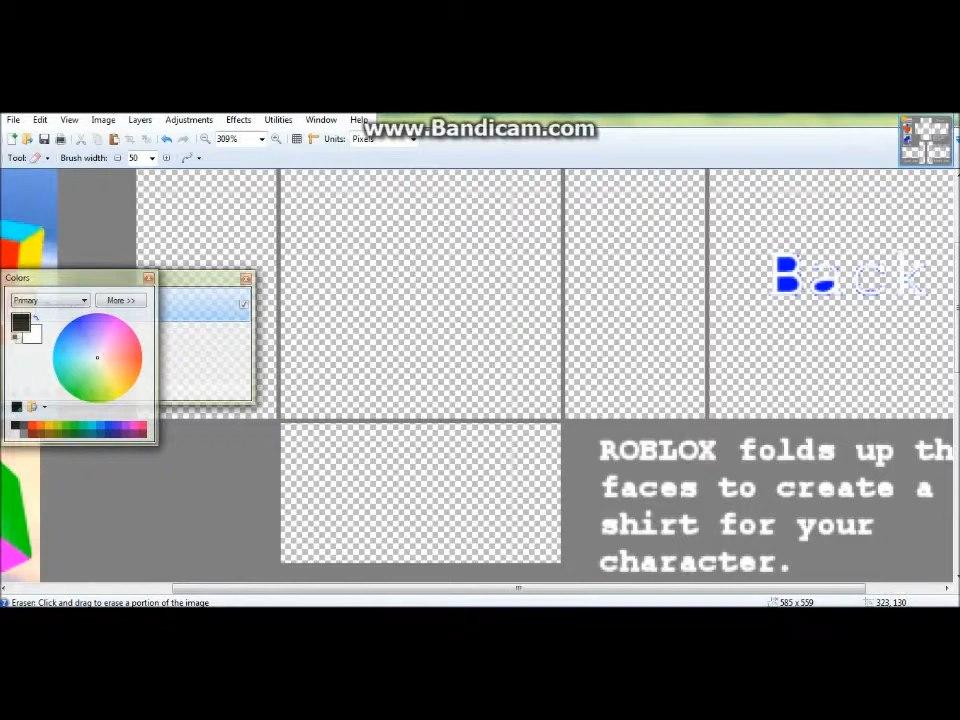 www.Bandicam.com
File Edit View Image Layers Adjustments Effects Utilities Window Help
309% Units: Pixels
Tool: Brush width: 50
Back
Colors
Primary More >>
ROBLOX folds up th
faces to create a
shirt for your
character.
Eraser: Click and drag to erase a portion of the image 585 x 559 323, 130